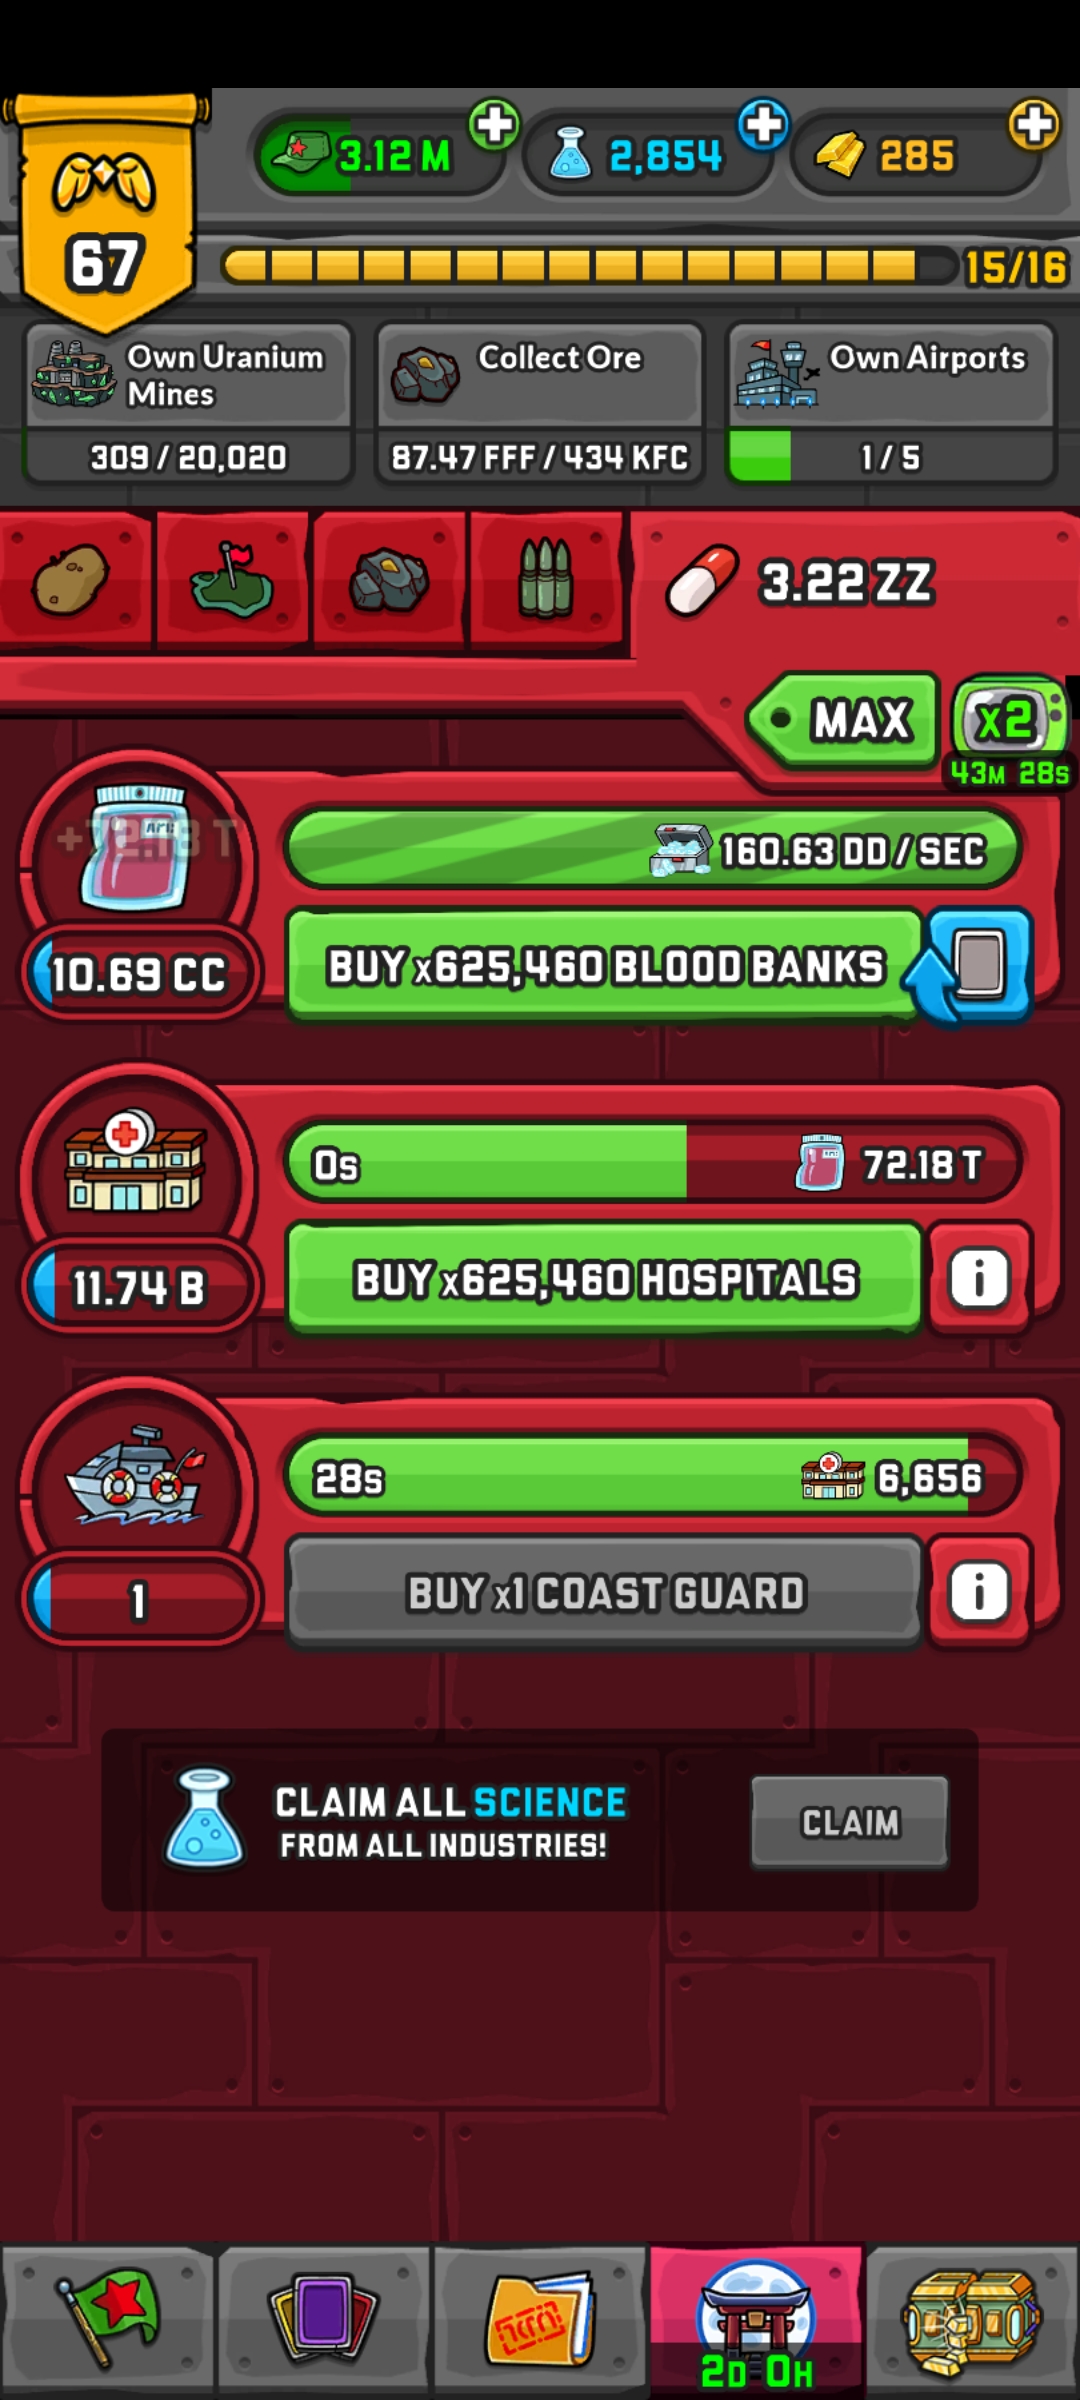 67
3.12 M
2,854
285
15/16
Own Uranium
Mines
309 / 20,020
Collect Ore
87.47 FFF / 434 KFC
Own Airports
1 / 5
3.22 ZZ
MAX
x2
43M 28S
+72.18 T
160.63 DD / SEC
10.69 CC
BUY x625,460 BLOOD BANKS
0s
72.18 T
11.74 B
BUY x625,460 HOSPITALS
i
28s
6,656
1
BUY x1 COAST GUARD
i
CLAIM ALL SCIENCE
FROM ALL INDUSTRIES!
CLAIM
2D 0H